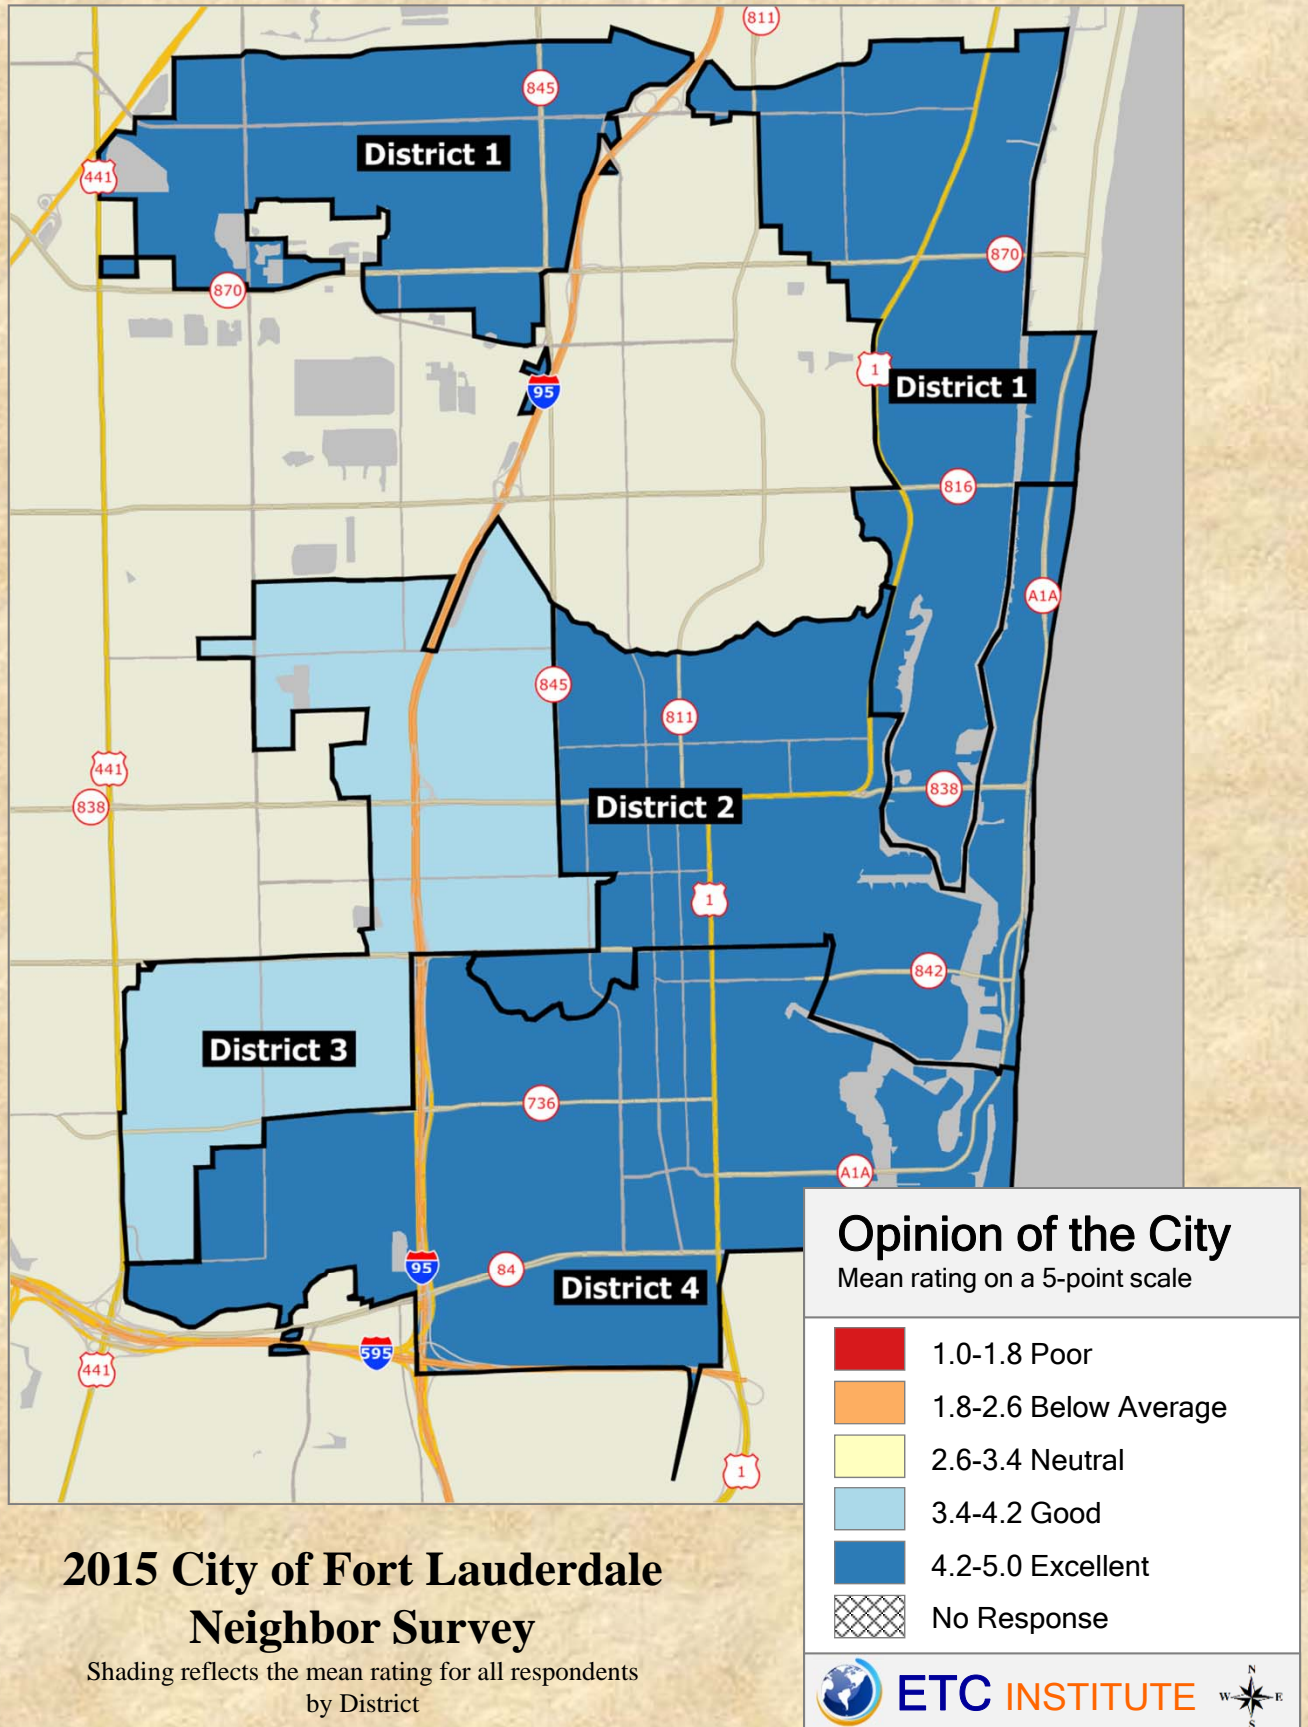 811
845
District 1
441
870
870
95
1
District 1
816
A1A
845
811
441
838
838
District 2
1
842
District 3
736
A1A
95
84
District 4
595
441
1
Opinion of the City
Mean rating on a 5-point scale
1.0-1.8 Poor
1.8-2.6 Below Average
2.6-3.4 Neutral
3.4-4.2 Good
4.2-5.0 Excellent
No Response
2015 City of Fort Lauderdale
Neighbor Survey
Shading reflects the mean rating for all respondents
by District
ETC INSTITUTE
N
W E
S